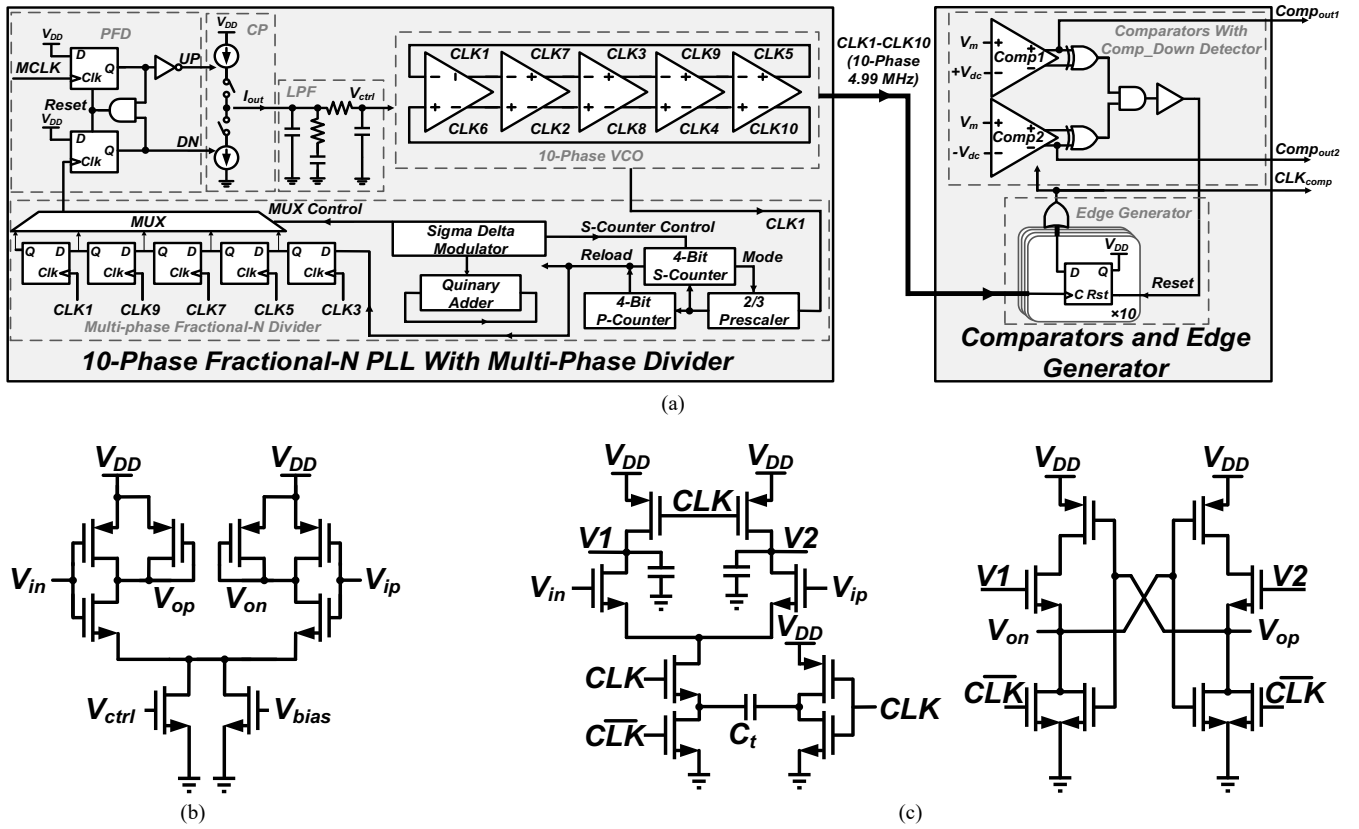 PFD
V_DD
MCLK
D
Q
Clk
UP
Reset
V_DD
D
Q
Clk
DN
V_DD
CP
I_out
LPF
V_ctrl
CLK1
CLK7
CLK3
CLK9
CLK5
CLK6
CLK2
CLK8
CLK4
CLK10
10-Phase VCO
CLK1-CLK10
(10-Phase
4.99 MHz)
MUX
MUX Control
Q D
Clk
Q D
Clk
Q D
Clk
Q D
Clk
Q D
Clk
CLK1
CLK9
CLK7
CLK5
CLK3
Multi-phase Fractional-N Divider
Sigma Delta
Modulator
Quinary
Adder
S-Counter Control
CLK1
Reload
4-Bit
S-Counter
Mode
4-Bit
P-Counter
2/3
Prescaler
10-Phase Fractional-N PLL With Multi-Phase Divider
Comparators With
Comp_Down Detector
V_m
+V_dc
Comp1
V_m
-V_dc
Comp2
Comp_out1
Comp_out2
CLK_comp
Edge Generator
V_DD
D
Q
C Rst
Reset
×10
Comparators and Edge
Generator
(a)
V_DD
V_DD
V_in
V_op
V_on
V_ip
V_ctrl
V_bias
(b)
V_DD
V_DD
CLK
V1
V2
V_in
V_ip
V_DD
CLK
C̅L̅K̅
C_t
CLK
V_DD
V_DD
V1
V2
V_on
V_op
C̅L̅K̅
C̅L̅K̅
(c)